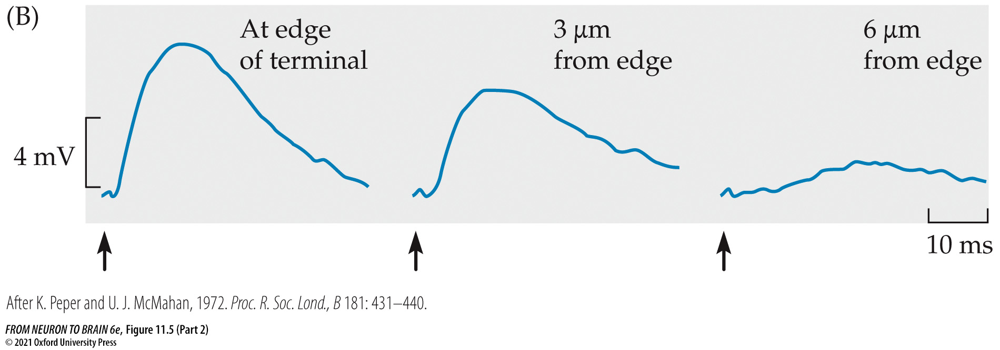 (B)
At edge
of terminal
3 μm
from edge
6 μm
from edge
4 mV
10 ms
After K. Peper and U. J. McMahan, 1972. Proc. R. Soc. Lond., B 181: 431–440.
FROM NEURON TO BRAIN 6e, Figure 11.5 (Part 2)
© 2021 Oxford University Press